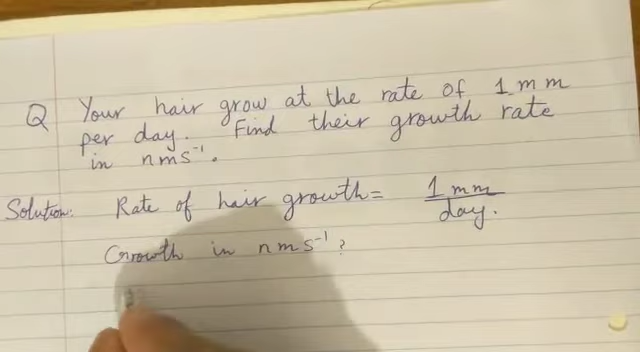 Q Your hair grow at the rate of 1 mm
per day. Find their growth rate
in nms⁻¹.
Solution: Rate of hair growth = 1 mm / day.
Growth in nms⁻¹?